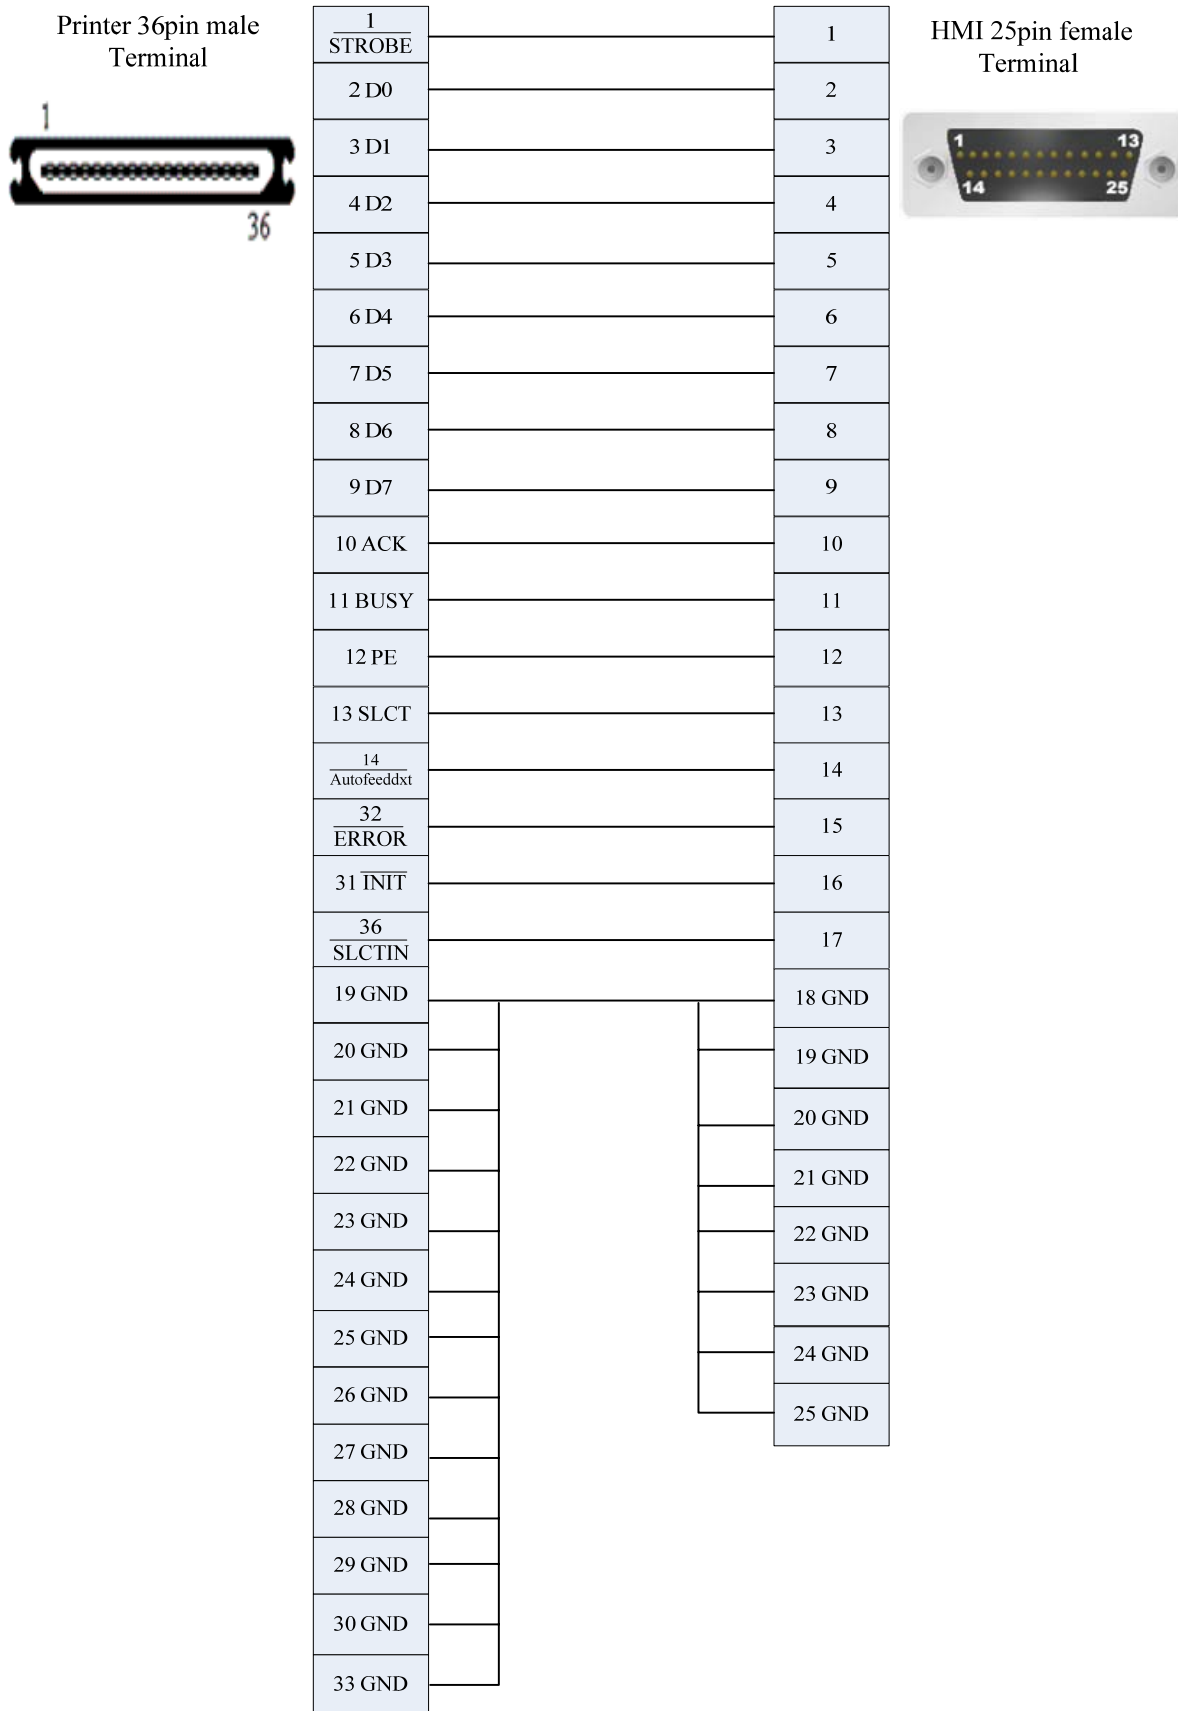 Printer 36pin male
Terminal
1
36
1
STROBE
2 D0
3 D1
4 D2
5 D3
6 D4
7 D5
8 D6
9 D7
10 ACK
11 BUSY
12 PE
13 SLCT
14
Autofeeddxt
32
ERROR
31 INIT
36
SLCTIN
19 GND
20 GND
21 GND
22 GND
23 GND
24 GND
25 GND
26 GND
27 GND
28 GND
29 GND
30 GND
33 GND
1
2
3
4
5
6
7
8
9
10
11
12
13
14
15
16
17
18 GND
19 GND
20 GND
21 GND
22 GND
23 GND
24 GND
25 GND
HMI 25pin female
Terminal
1 13
14 25